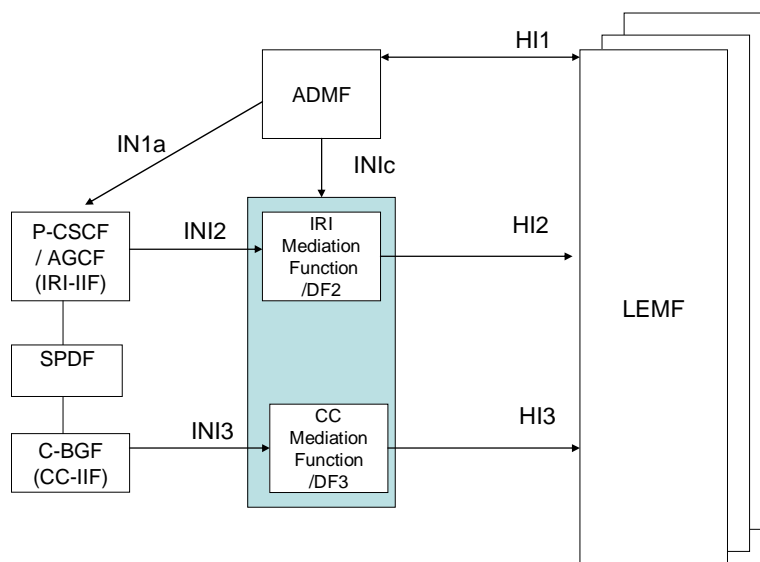 HI1
ADMF
IN1a
INIc
P-CSCF
/ AGCF
(IRI-IIF)
INI2
IRI
Mediation
Function
/DF2
HI2
LEMF
SPDF
C-BGF
(CC-IIF)
INI3
CC
Mediation
Function
/DF3
HI3